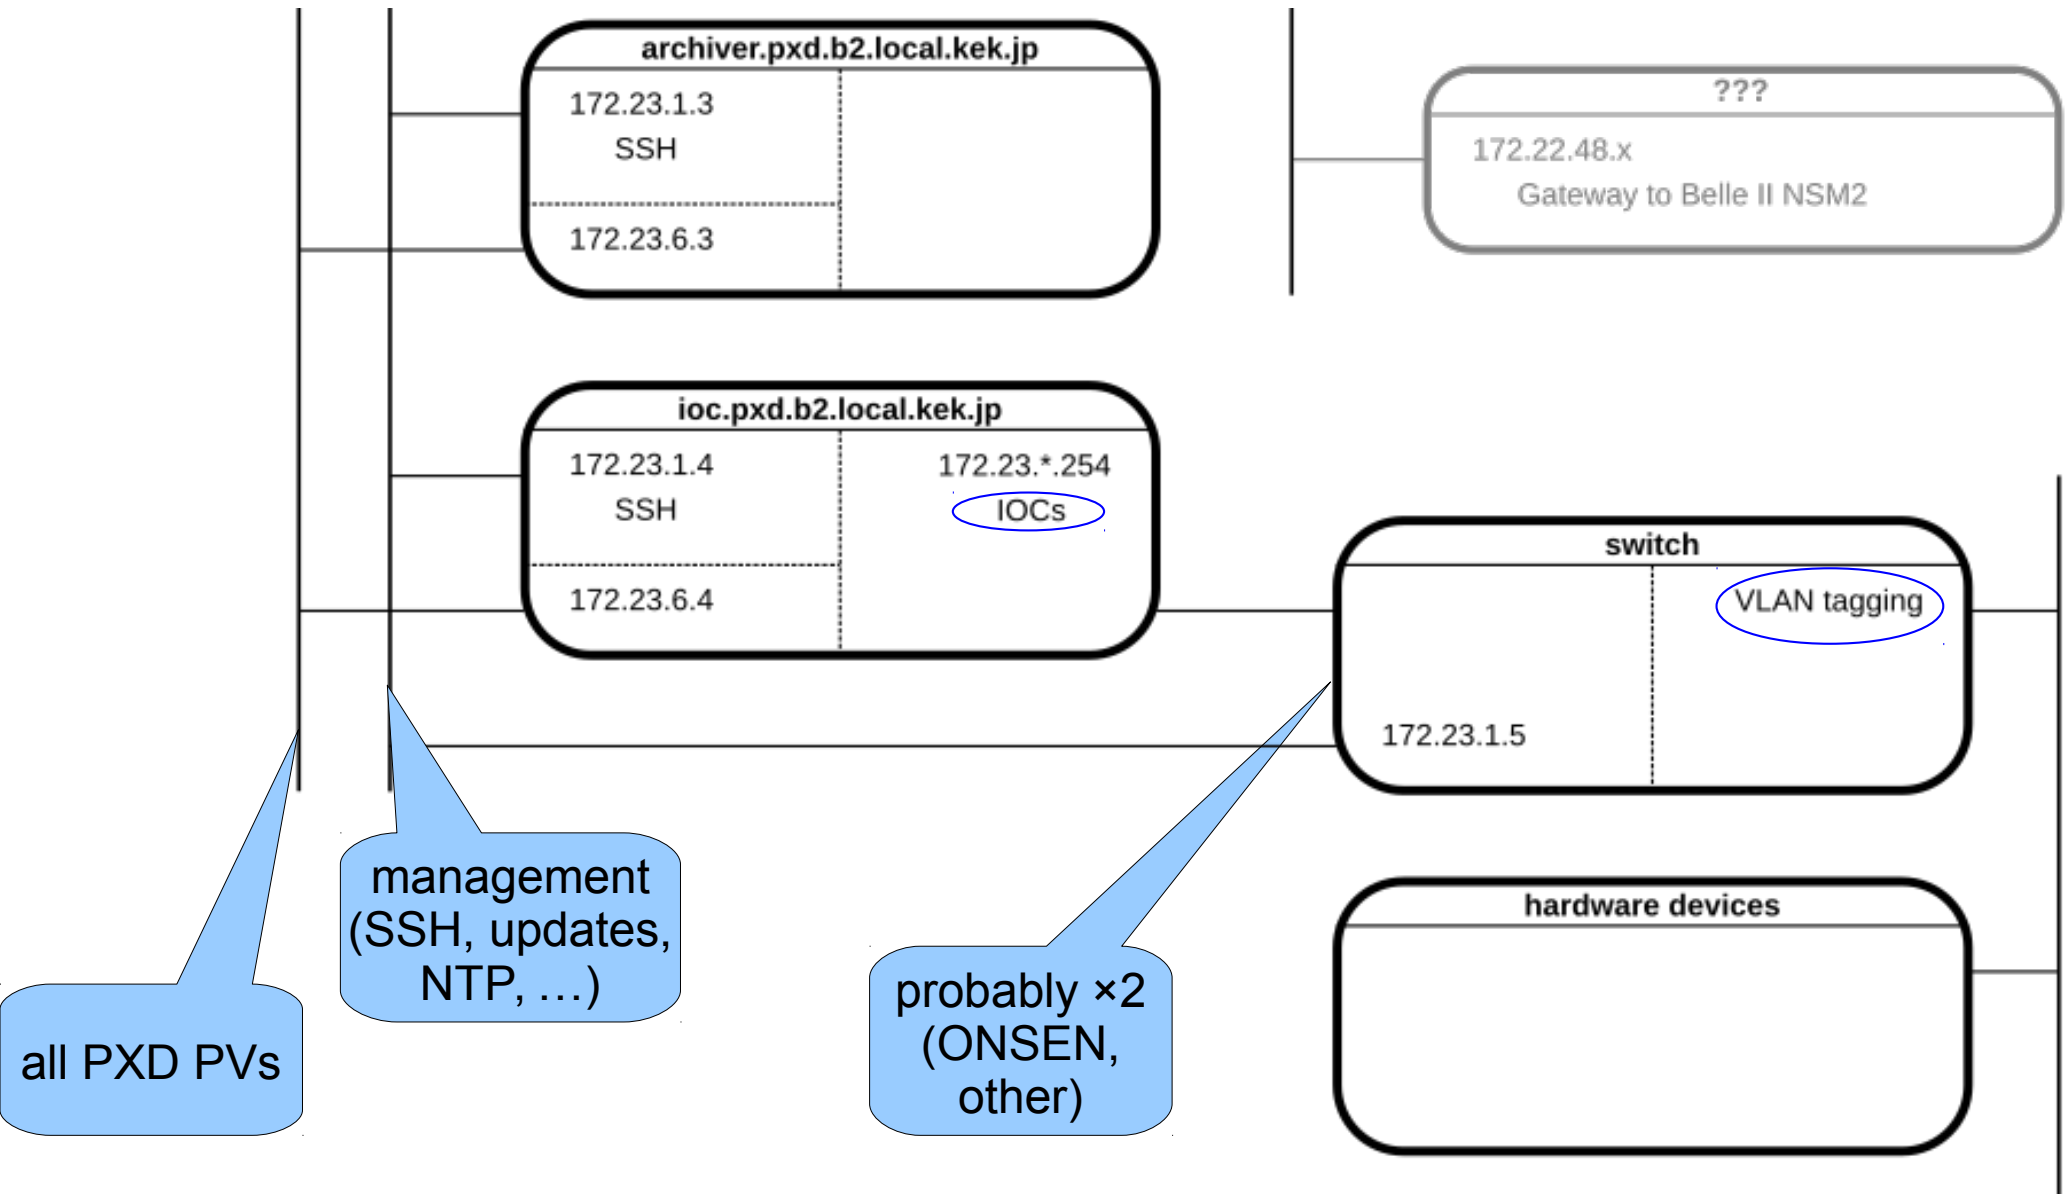 archiver.pxd.b2.local.kek.jp
172.23.1.3
SSH
172.23.6.3
???
172.22.48.x
Gateway to Belle II NSM2
ioc.pxd.b2.local.kek.jp
172.23.1.4
SSH
172.23.6.4
172.23.*.254
IOCs
switch
VLAN tagging
172.23.1.5
hardware devices
management
(SSH, updates,
NTP, …)
all PXD PVs
probably ×2
(ONSEN,
other)